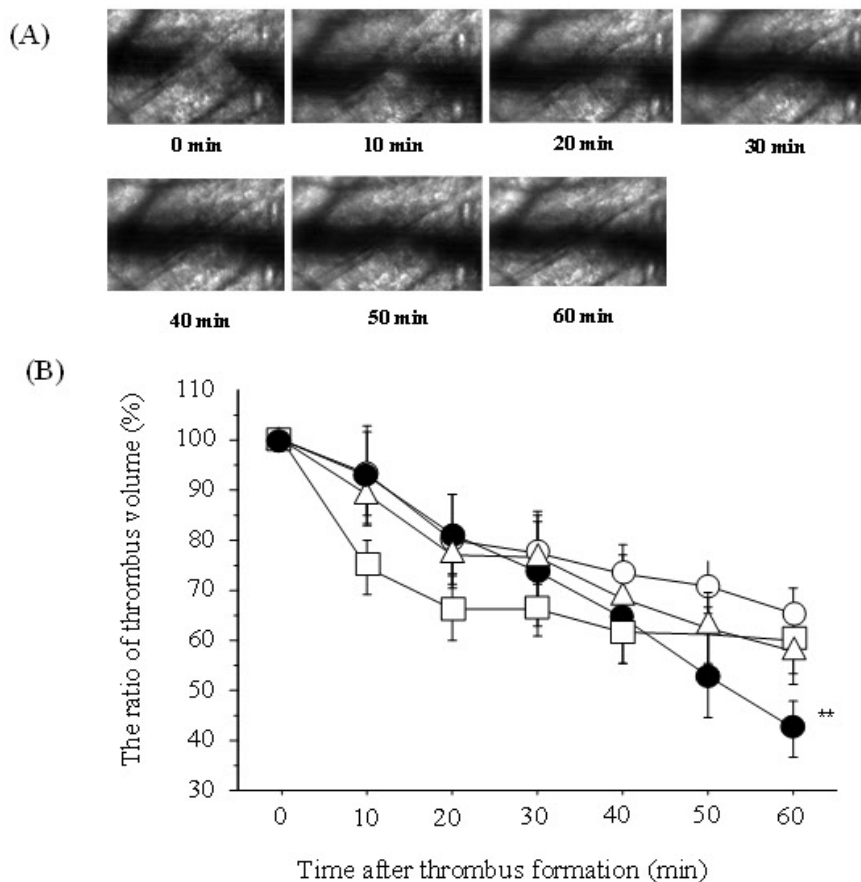 (A)
0 min 10 min 20 min 30 min
40 min 50 min 60 min
(B)
The ratio of thrombus volume (%)
110
100
90
80
70
60
50
40
30
**
0 10 20 30 40 50 60
Time after thrombus formation (min)